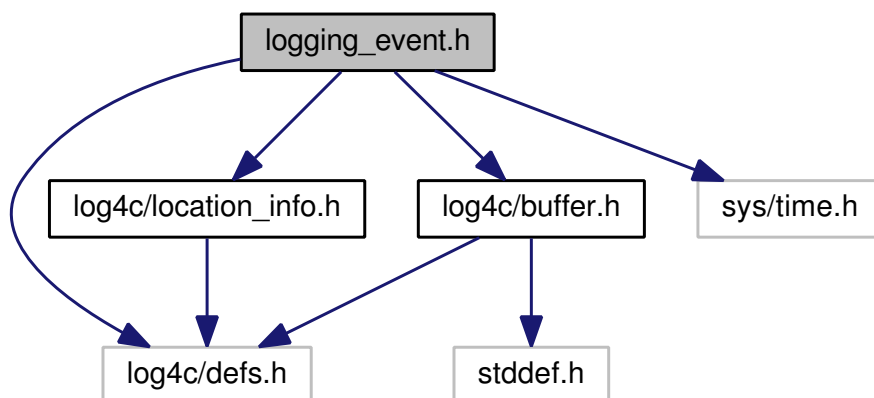 logging_event.h
log4c/location_info.h
log4c/buffer.h
sys/time.h
log4c/defs.h
stddef.h